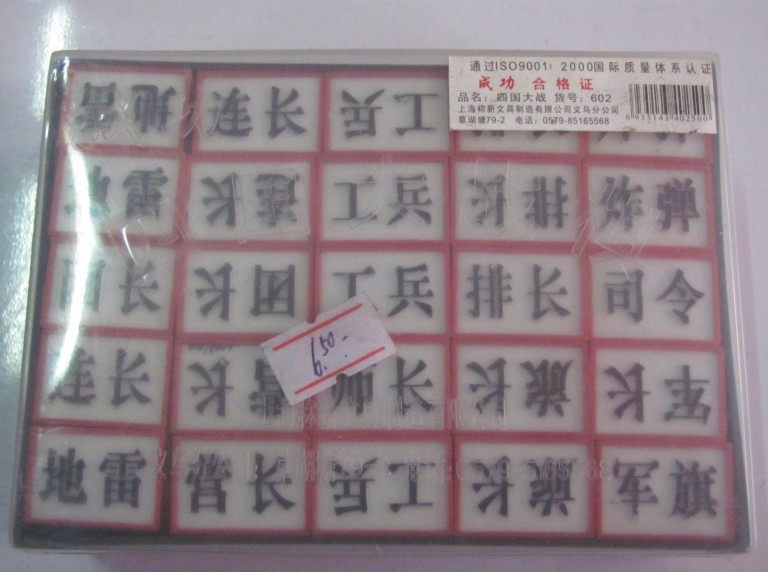 通过ISO9001：2000国际质量体系认证
成功 合格证
品名：四国大战 货号：602
上海称新文具制造有限公司义乌分公司
草湖塘79-2 电话：0579-85165568
6935143402500
地雷 连长 工兵
地雷 连长 工兵 排长 炸弹
团长 团长 工兵 排长 司令
6.50-
连长 营长 师长 旅长 军长
地雷 营长 工兵 旅长 军旗